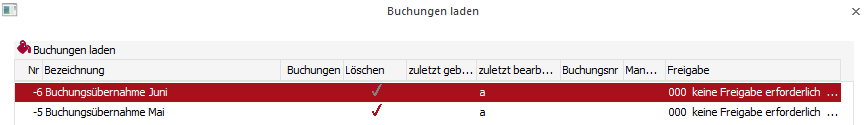 Buchungen laden
Buchungen laden
Nr Bezeichnung Buchungen Löschen zuletzt geb... zuletzt bearb... Buchungsnr Man... Freigabe
-6 Buchungsübernahme Juni a 000 keine Freigabe erforderlich ...
-5 Buchungsübernahme Mai a 000 keine Freigabe erforderlich ...